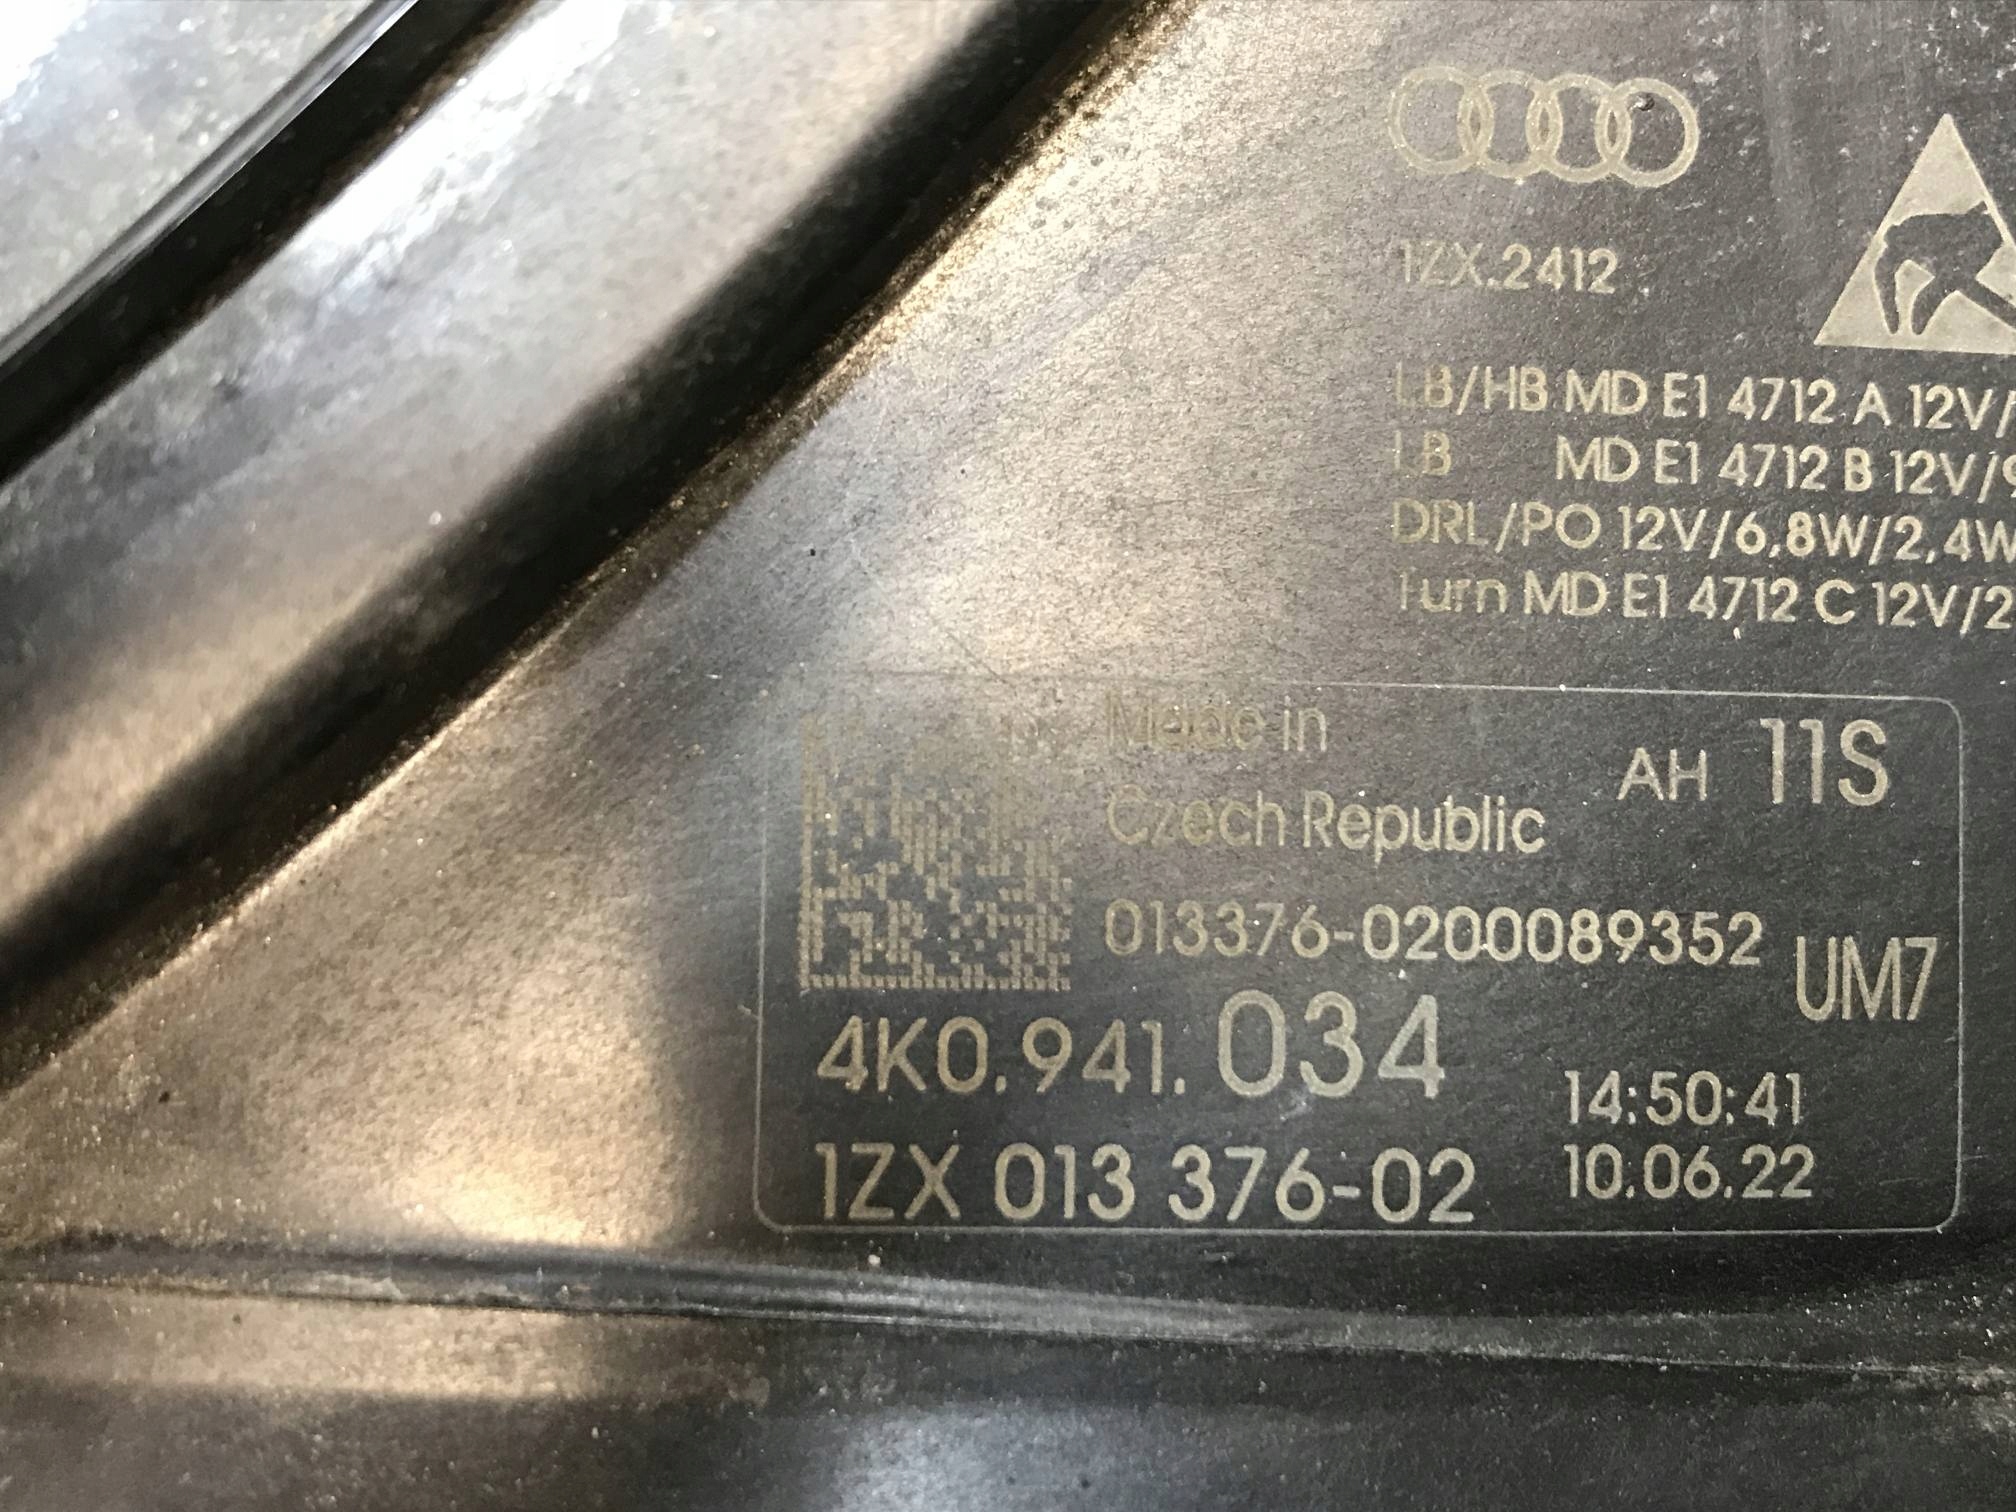 1ZX.2412
LB/HB MD E1 4712 A 12V/
LB MD E1 4712 B 12V/9
DRL/PO 12V/6,8W/2,4W
Turn MD E1 4712 C 12V/2
Made in
Czech Republic
AH 11S
013376-0200089352
UM7
4K0.941.034
14:50:41
1ZX 013 376-02
10.06.22